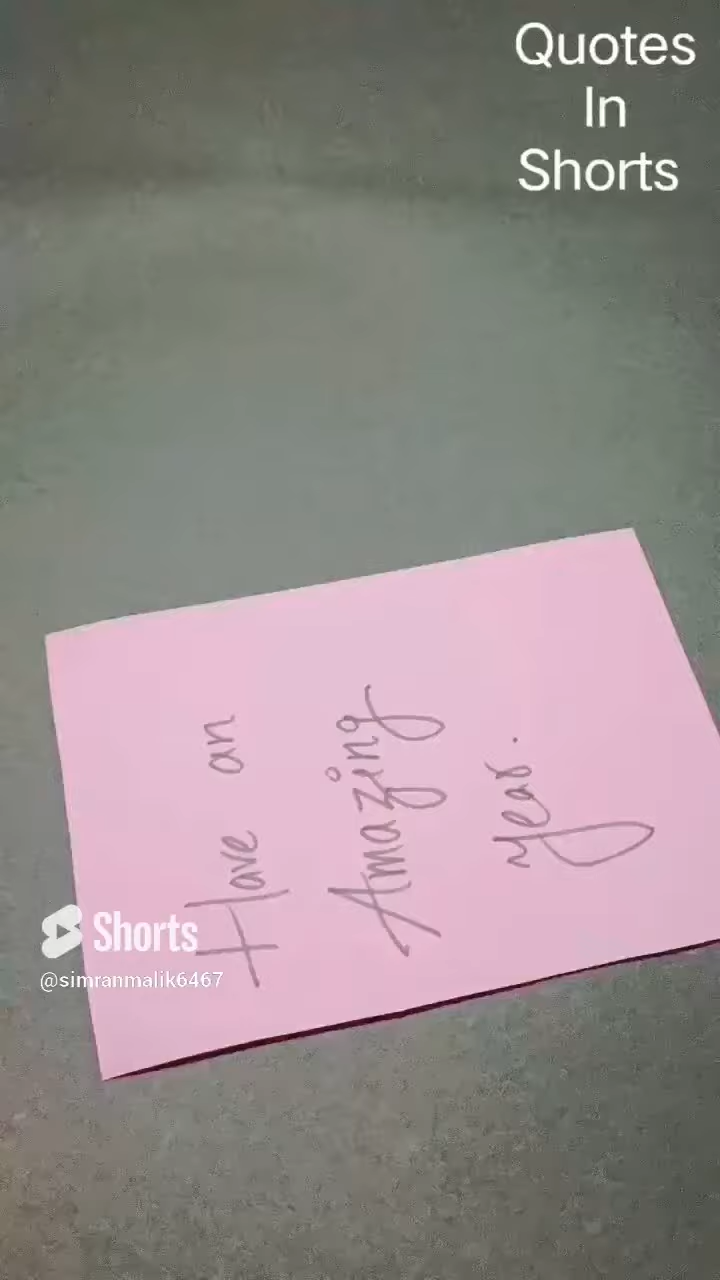 Quotes
In
Shorts
Have an
Amazing
year.
Shorts
@simranmalik6467